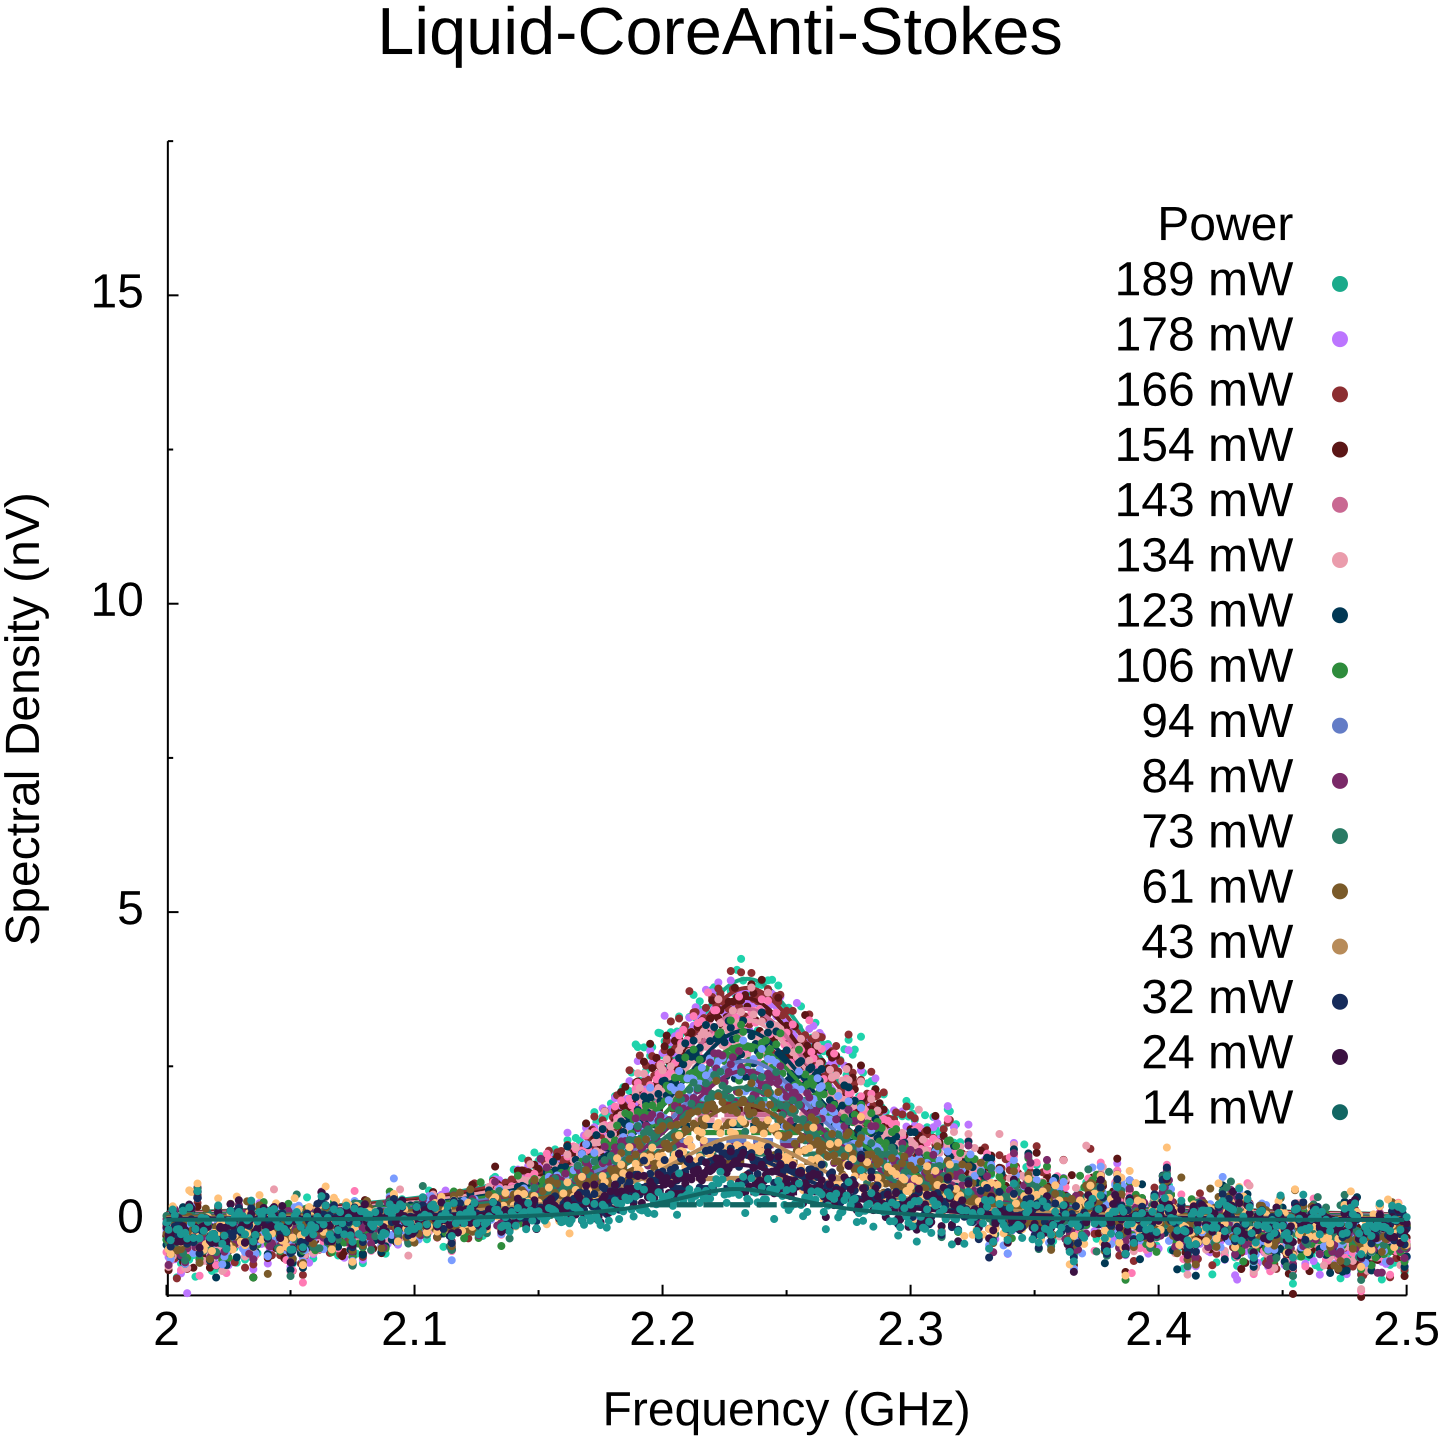 Liquid-CoreAnti-Stokes
Power
189 mW
178 mW
166 mW
154 mW
143 mW
134 mW
123 mW
106 mW
94 mW
84 mW
73 mW
61 mW
43 mW
32 mW
24 mW
14 mW
15
10
5
0
Spectral Density (nV)
2 2.1 2.2 2.3 2.4 2.5
Frequency (GHz)